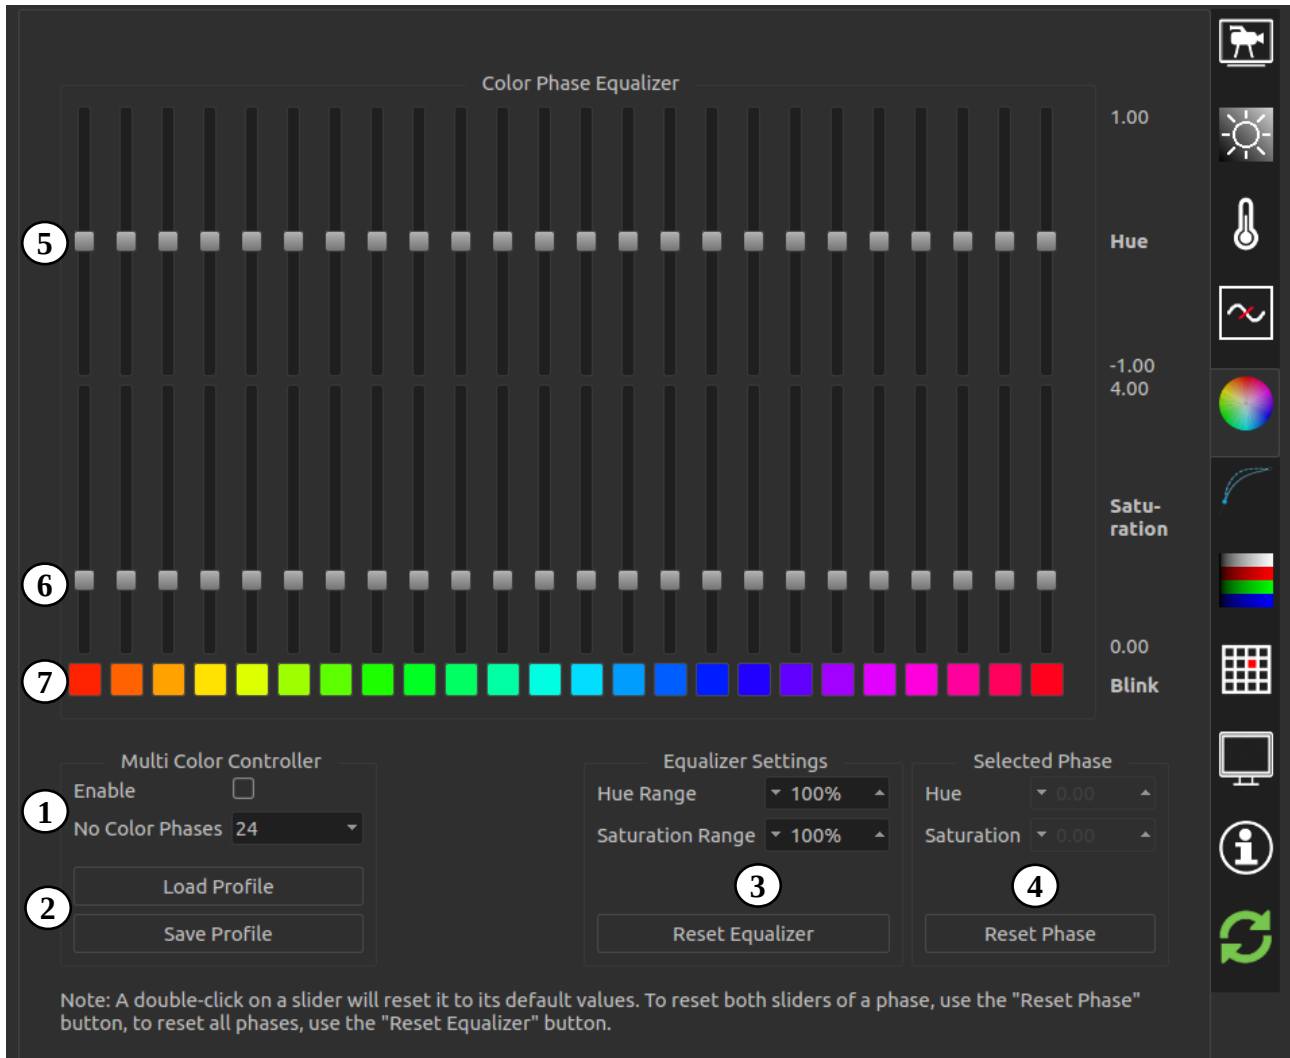 Color Phase Equalizer
1.00
5
Hue
-1.00
4.00
Satu-
ration
6
0.00
7
Blink
Multi Color Controller
Enable
1
No Color Phases 24
Load Profile
2
Save Profile
Equalizer Settings
Hue Range 100%
Saturation Range 100%
3
Reset Equalizer
Selected Phase
Hue 0.00
Saturation 0.00
4
Reset Phase
Note: A double-click on a slider will reset it to its default values. To reset both sliders of a phase, use the "Reset Phase"
button, to reset all phases, use the "Reset Equalizer" button.